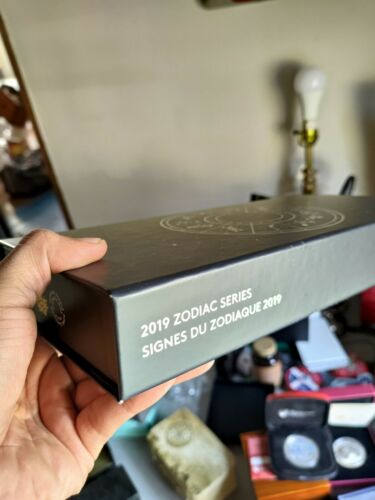 2019 ZODIAC SERIES
SIGNES DU ZODIAQUE 2019